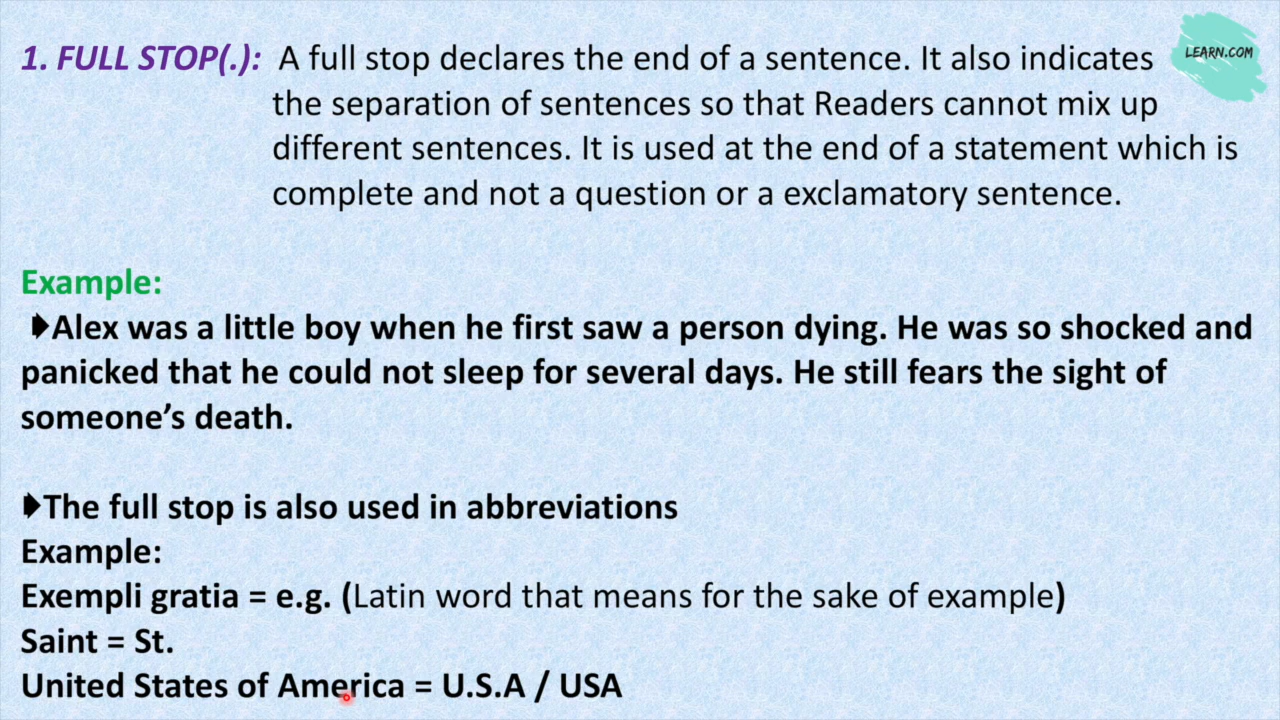 1. FULL STOP(.): A full stop declares the end of a sentence. It also indicates
the separation of sentences so that Readers cannot mix up
different sentences. It is used at the end of a statement which is
complete and not a question or a exclamatory sentence.
LEARN.COM
Example:
➧Alex was a little boy when he first saw a person dying. He was so shocked and
panicked that he could not sleep for several days. He still fears the sight of
someone’s death.
➧The full stop is also used in abbreviations
Example:
Exempli gratia = e.g. (Latin word that means for the sake of example)
Saint = St.
United States of America = U.S.A / USA